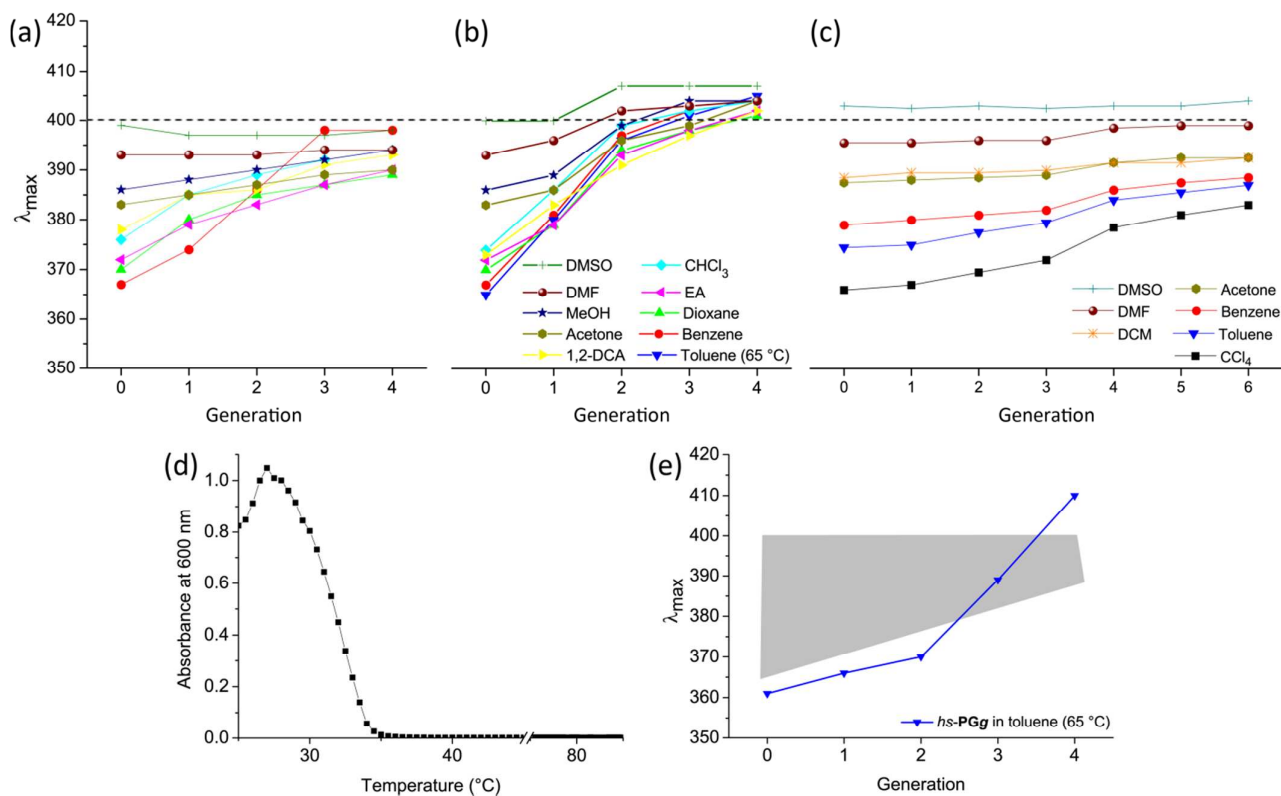 (a)
λmax
420
410
400
390
380
370
360
350
0 1 2 3 4
Generation
(b)
DMSO CHCl3
DMF EA
MeOH Dioxane
Acetone Benzene
1,2-DCA Toluene (65 °C)
0 1 2 3 4
Generation
(c)
DMSO Acetone
DMF Benzene
DCM Toluene
CCl4
0 1 2 3 4 5 6
Generation
(d)
Absorbance at 600 nm
1.0
0.8
0.6
0.4
0.2
0.0
30 40 80
Temperature (°C)
(e)
λmax
420
410
400
390
380
370
360
350
hs-PGg in toluene (65 °C)
0 1 2 3 4
Generation